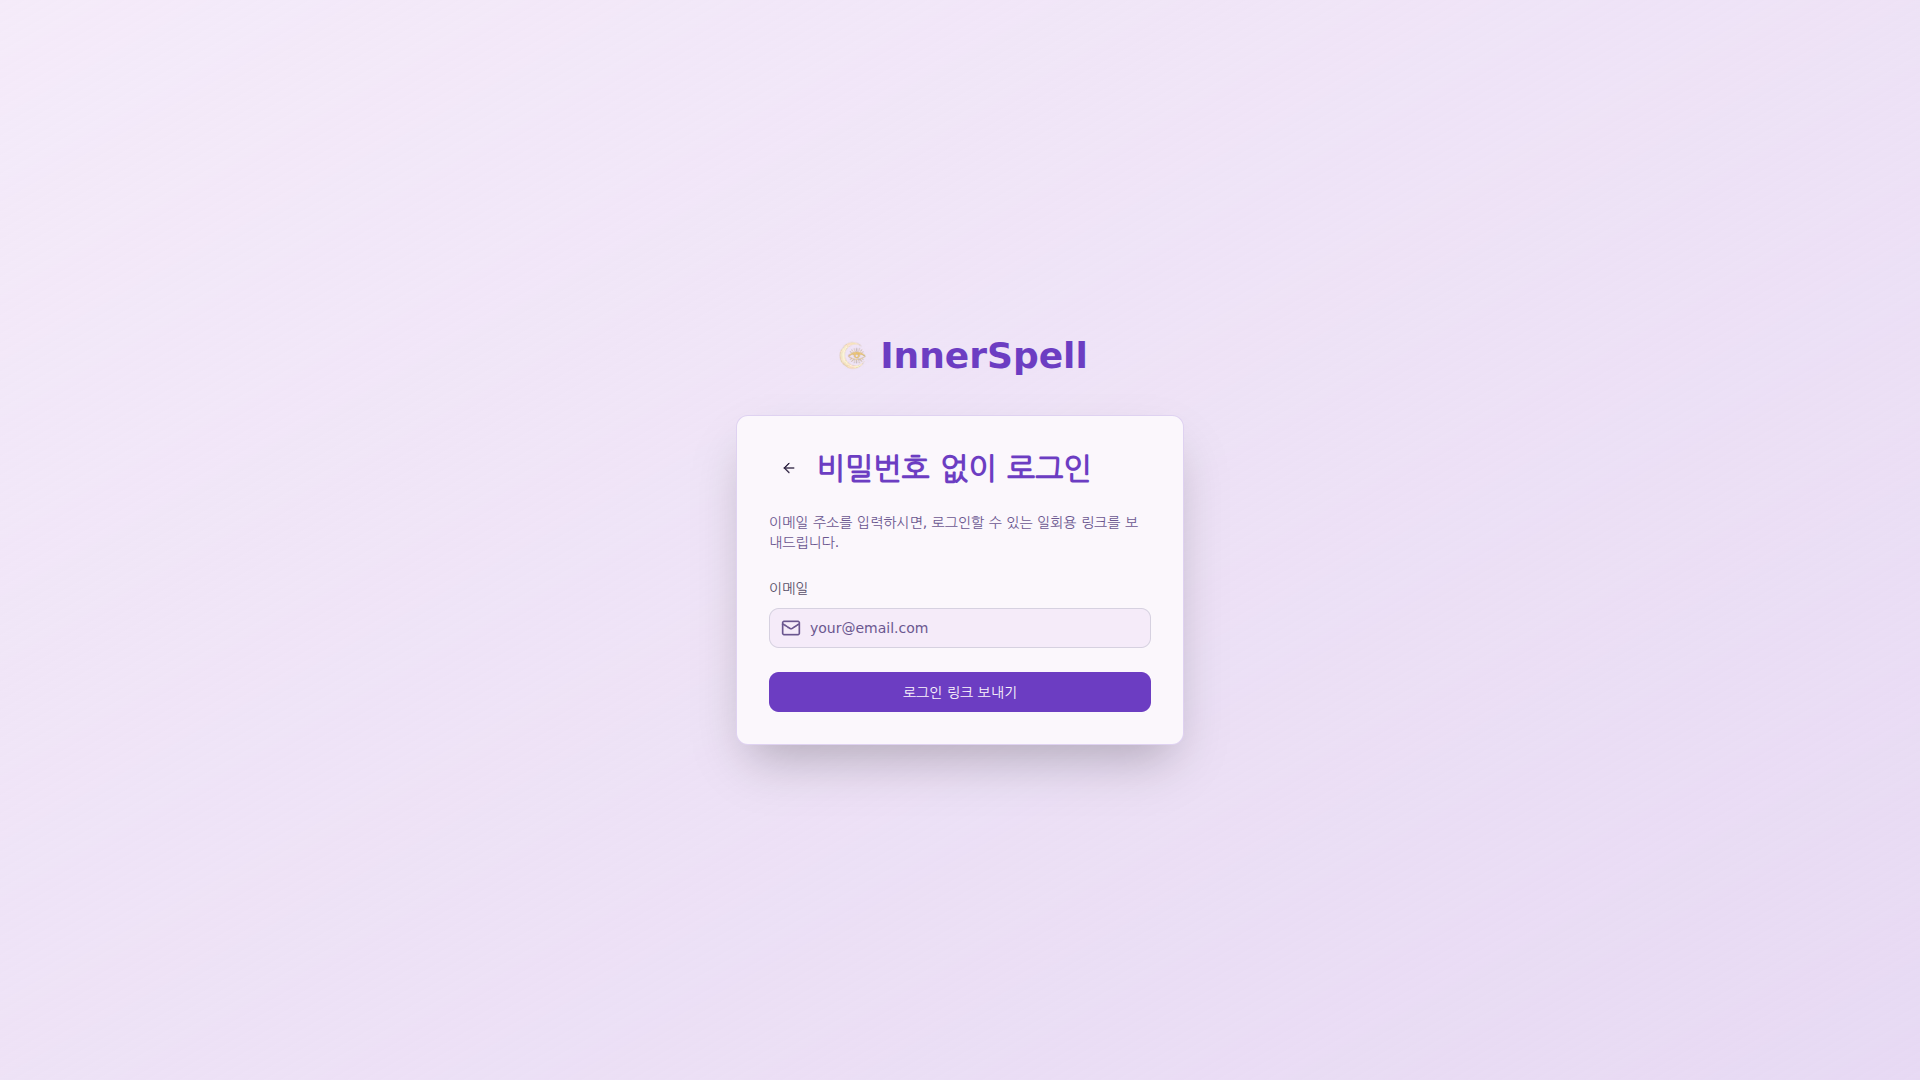 InnerSpell
비밀번호 없이 로그인
이메일 주소를 입력하시면, 로그인할 수 있는 일회용 링크를 보
내드립니다.
이메일
your@email.com
로그인 링크 보내기